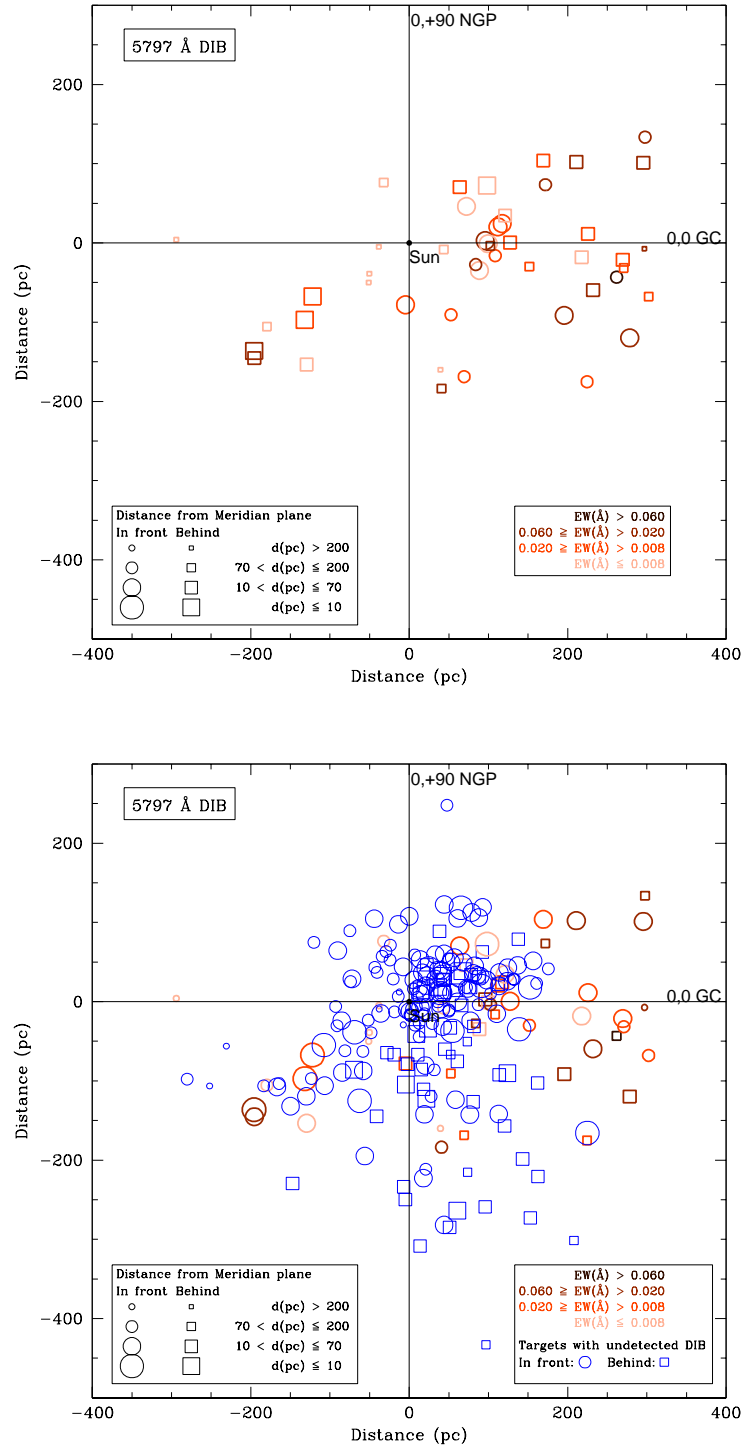 0,+90 NGP
5797 Å DIB
200
0
-200
-400
Distance (pc)
0,0 GC
Sun
Distance from Meridian plane
In front Behind
d(pc) > 200
70 < d(pc) ≤ 200
10 < d(pc) ≤ 70
d(pc) ≤ 10
EW(Å) > 0.060
0.060 ≥ EW(Å) > 0.020
0.020 ≥ EW(Å) > 0.008
EW(Å) ≤ 0.008
-400 -200 0 200 400
Distance (pc)
0,+90 NGP
5797 Å DIB
200
0
-200
-400
Distance (pc)
0,0 GC
Sun
Distance from Meridian plane
In front Behind
d(pc) > 200
70 < d(pc) ≤ 200
10 < d(pc) ≤ 70
d(pc) ≤ 10
EW(Å) > 0.060
0.060 ≥ EW(Å) > 0.020
0.020 ≥ EW(Å) > 0.008
EW(Å) ≤ 0.008
Targets with undetected DIB
In front: Behind:
-400 -200 0 200 400
Distance (pc)